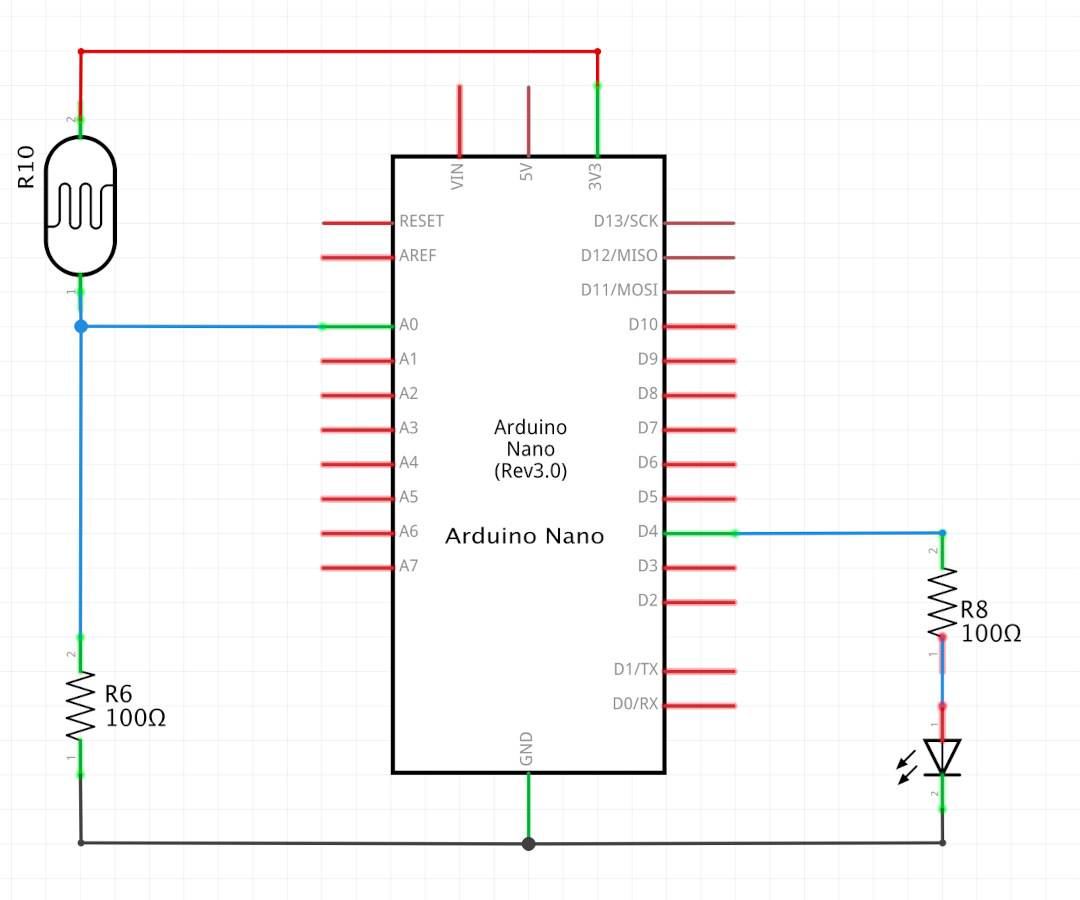 VIN
5V
3V3
2
R10
1
RESET
AREF
A0
A1
A2
A3
A4
A5
A6
A7
D13/SCK
D12/MISO
D11/MOSI
D10
D9
D8
D7
D6
D5
D4
D3
D2
D1/TX
D0/RX
Arduino
Nano
(Rev3.0)
Arduino Nano
GND
2
R6
100Ω
1
2
R8
100Ω
1
1
2